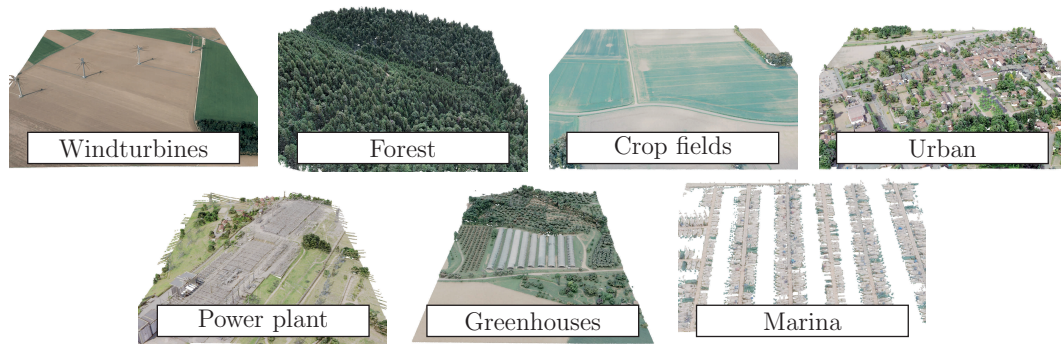 Windturbines
Forest
Crop fields
Urban
Power plant
Greenhouses
Marina